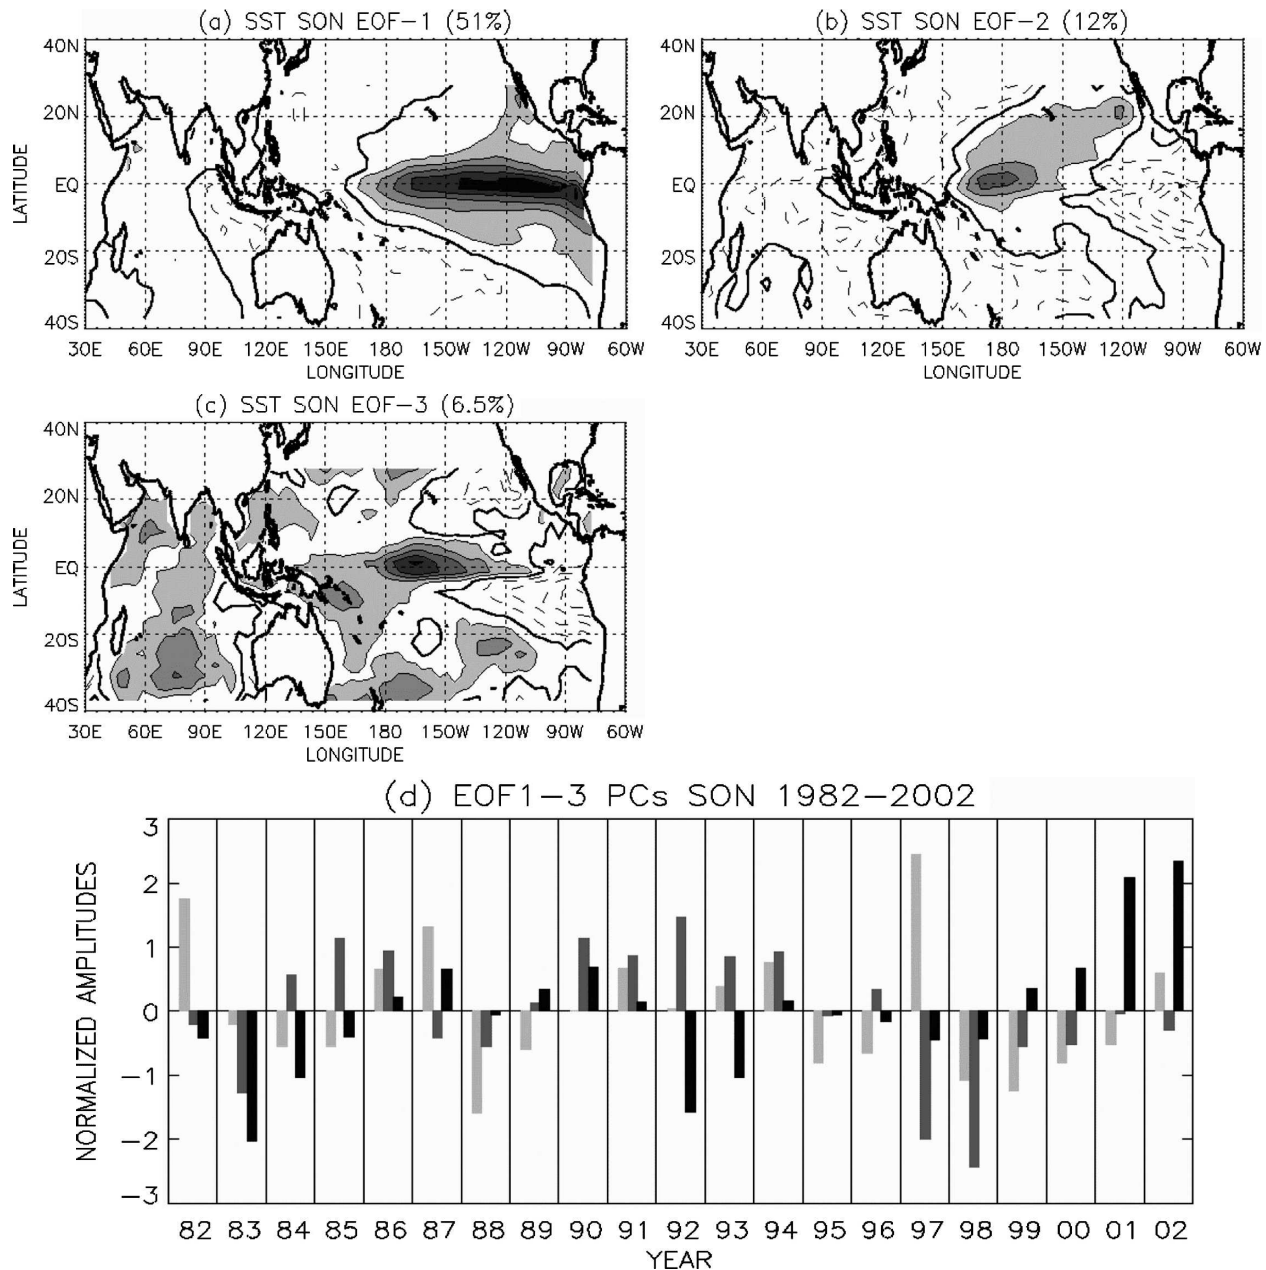 (a) SST SON EOF-1 (51%)
40N
20N
EQ
20S
40S
LATITUDE
30E 60E 90E 120E 150E 180 150W 120W 90W 60W
LONGITUDE
(b) SST SON EOF-2 (12%)
40N
20N
EQ
20S
40S
LATITUDE
30E 60E 90E 120E 150E 180 150W 120W 90W 60W
LONGITUDE
(c) SST SON EOF-3 (6.5%)
40N
20N
EQ
20S
40S
LATITUDE
30E 60E 90E 120E 150E 180 150W 120W 90W 60W
LONGITUDE
(d) EOF1-3 PCs SON 1982-2002
3
2
1
0
-1
-2
-3
NORMALIZED AMPLITUDES
82 83 84 85 86 87 88 89 90 91 92 93 94 95 96 97 98 99 00 01 02
YEAR